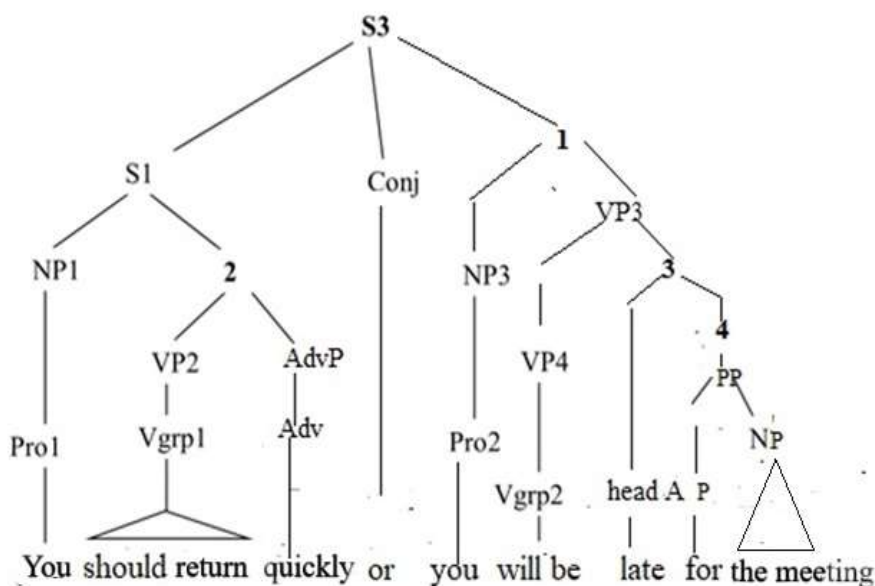 S3
1
S1 Conj
VP3
NP1 2 NP3 3
4
VP2 AdvP VP4 PP
Pro1 Vgrp1 Adv Pro2 NP
Vgrp2 head A P
You should return quickly or you will be late for the meeting